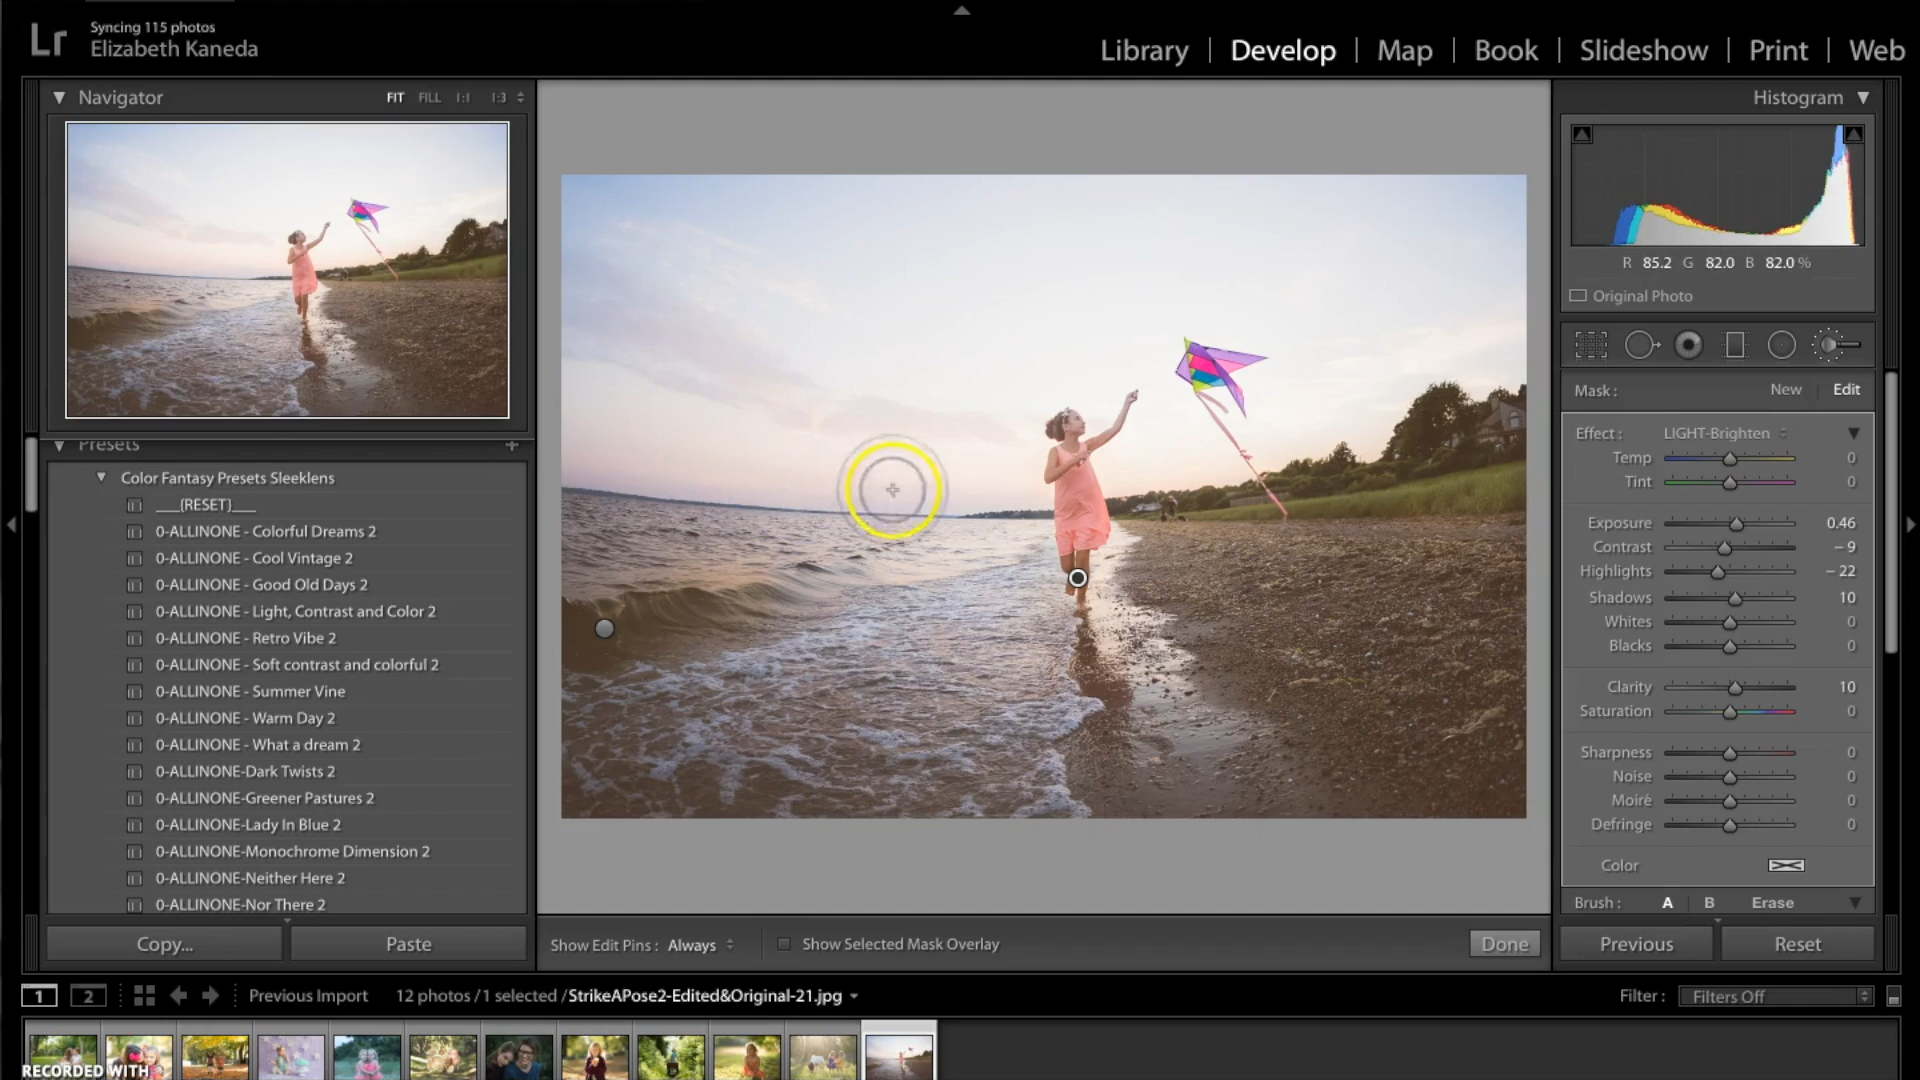 Lr
Syncing 115 photos
Elizabeth Kaneda
Library | Develop | Map | Book | Slideshow | Print | Web
Navigator FIT FILL 1:1 1:3
Presets +
Color Fantasy Presets Sleeklens
___{RESET}___
0-ALLINONE - Colorful Dreams 2
0-ALLINONE - Cool Vintage 2
0-ALLINONE - Good Old Days 2
0-ALLINONE - Light, Contrast and Color 2
0-ALLINONE - Retro Vibe 2
0-ALLINONE - Soft contrast and colorful 2
0-ALLINONE - Summer Vine
0-ALLINONE - Warm Day 2
0-ALLINONE - What a dream 2
0-ALLINONE-Dark Twists 2
0-ALLINONE-Greener Pastures 2
0-ALLINONE-Lady In Blue 2
0-ALLINONE-Monochrome Dimension 2
0-ALLINONE-Neither Here 2
0-ALLINONE-Nor There 2
Copy... Paste
Show Edit Pins : Always Show Selected Mask Overlay Done
Histogram
R 85.2 G 82.0 B 82.0 %
Original Photo
Mask : New | Edit
Effect : LIGHT-Brighten
Temp 0
Tint 0
Exposure 0.46
Contrast – 9
Highlights – 22
Shadows 10
Whites 0
Blacks 0
Clarity 10
Saturation 0
Sharpness 0
Noise 0
Moiré 0
Defringe 0
Color
Brush : A | B Erase
Previous Reset
1 2 Previous Import 12 photos / 1 selected / StrikeAPose2-Edited&Original-21.jpg Filter : Filters Off
RECORDED WITH